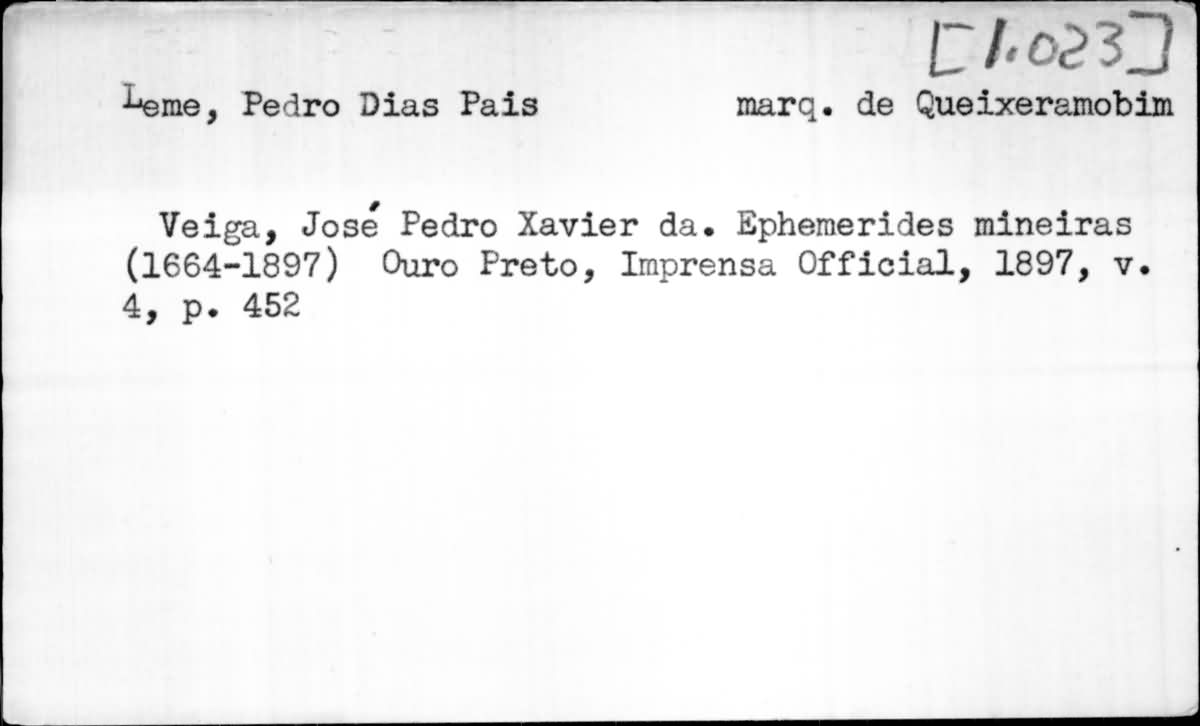 [1.023]
Leme, Pedro Dias Pais marq. de Queixeramobim
Veiga, José Pedro Xavier da. Ephemerides mineiras
(1664-1897) Ouro Preto, Imprensa Official, 1897, v.
4, p. 452